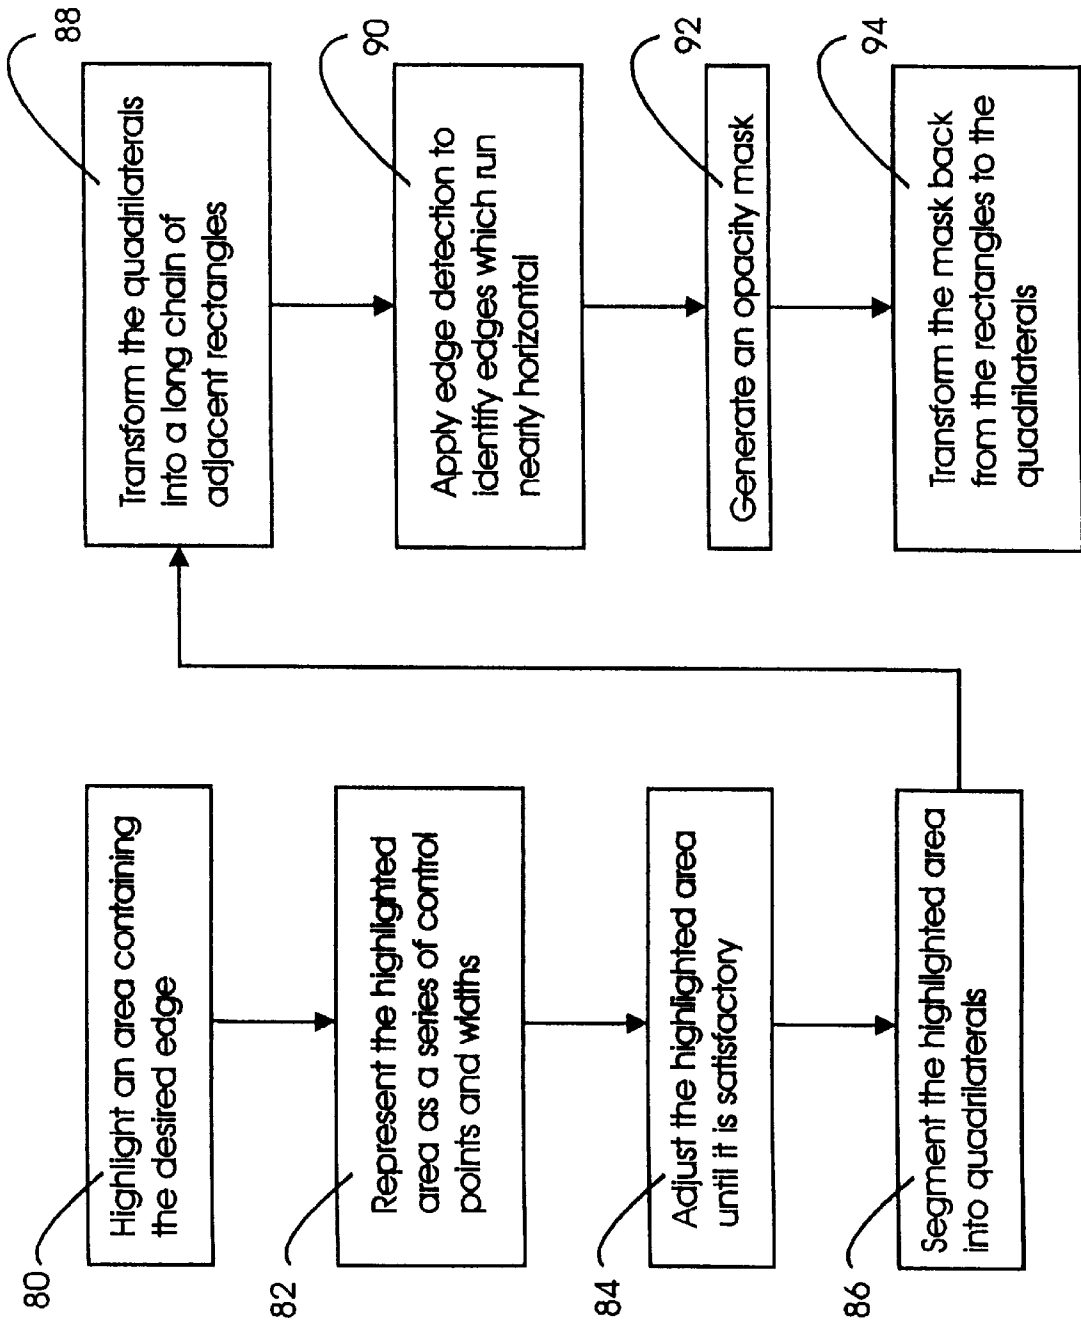 80
Highlight an area containing
the desired edge
82
Represent the highlighted
area as a series of control
points and widths
84
Adjust the highlighted area
until it is satisfactory
86
Segment the highlighted area
into quadrilaterals
88
Transform the quadrilaterals
into a long chain of
adjacent rectangles
90
Apply edge detection to
identify edges which run
nearly horizontal
92
Generate an opacity mask
94
Transform the mask back
from the rectangles to the
quadrilaterals